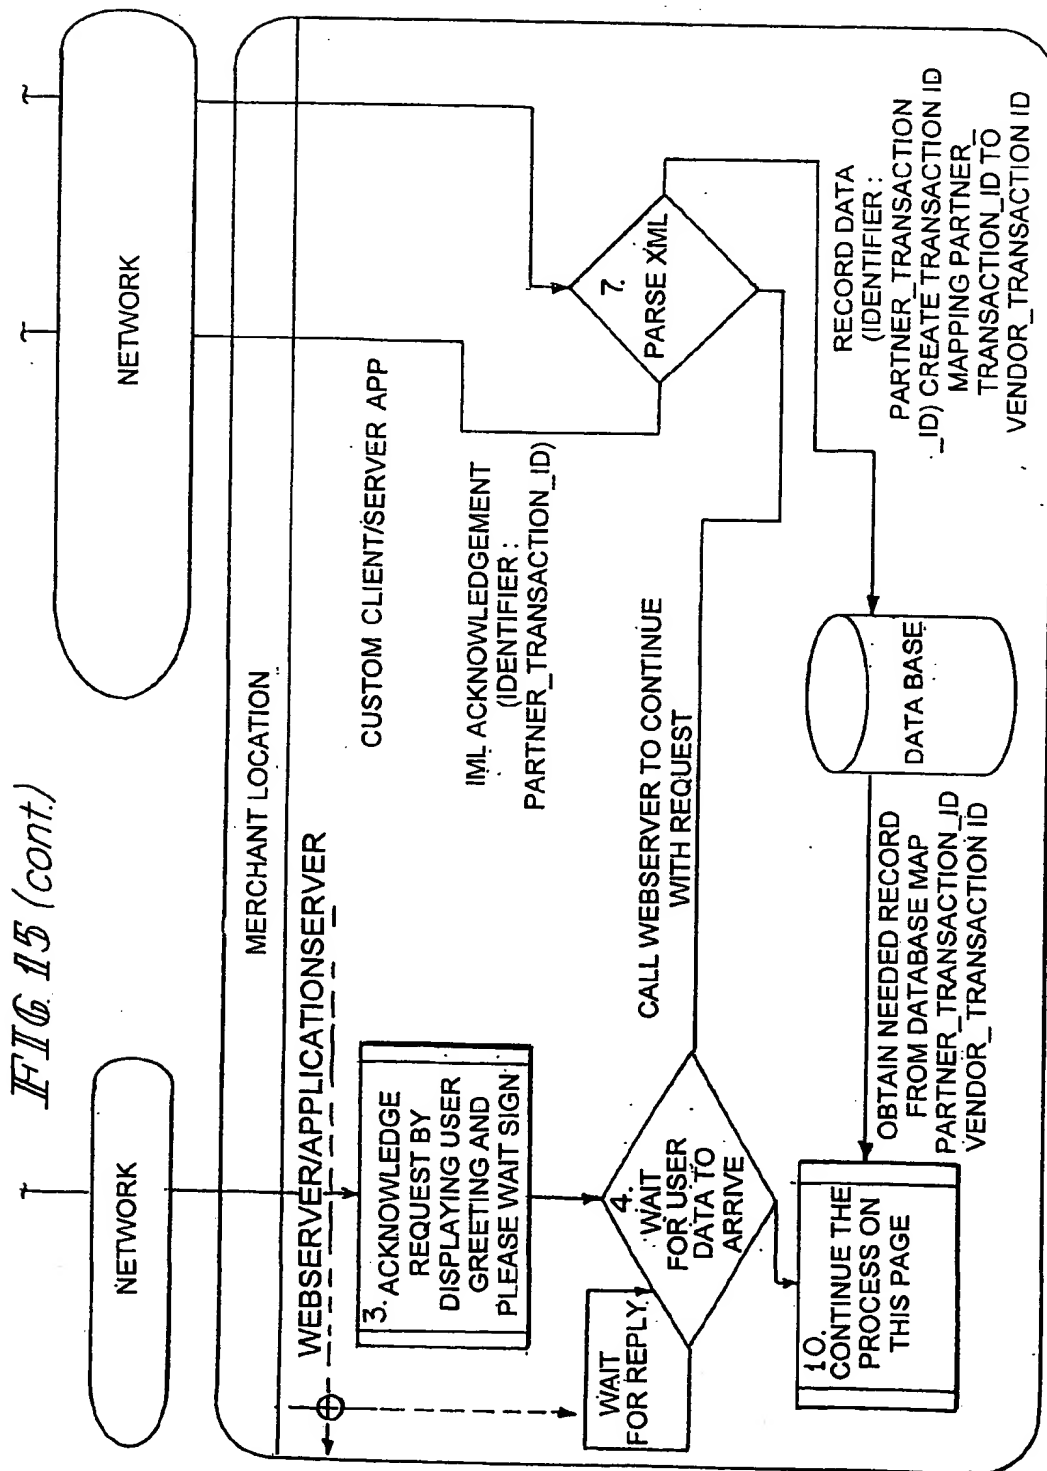 FIG 15 (cont.)
NETWORK
NETWORK
MERCHANT LOCATION
WEBSERVER/APPLICATIONSERVER
3. ACKNOWLEDGE
REQUEST BY
DISPLAYING USER
GREETING AND
PLEASE WAIT SIGN
CUSTOM CLIENT/SERVER APP
IML ACKNOWLEDGEMENT
(IDENTIFIER :
PARTNER_TRANSACTION_ID)
7.
PARSE XML
WAIT
FOR REPLY
4.
WAIT
FOR USER
DATA TO
ARRIVE
CALL WEBSERVER TO CONTINUE
WITH REQUEST
RECORD DATA
(IDENTIFIER :
PARTNER_TRANSACTION
_ID) CREATE TRANSACTION ID
MAPPING PARTNER_
TRANSACTION_ID TO
VENDOR_TRANSACTION ID
10.
CONTINUE THE
PROCESS ON
THIS PAGE
OBTAIN NEEDED RECORD
FROM DATABASE MAP
PARTNER_TRANSACTION_ID
VENDOR_TRANSACTION ID
DATA BASE